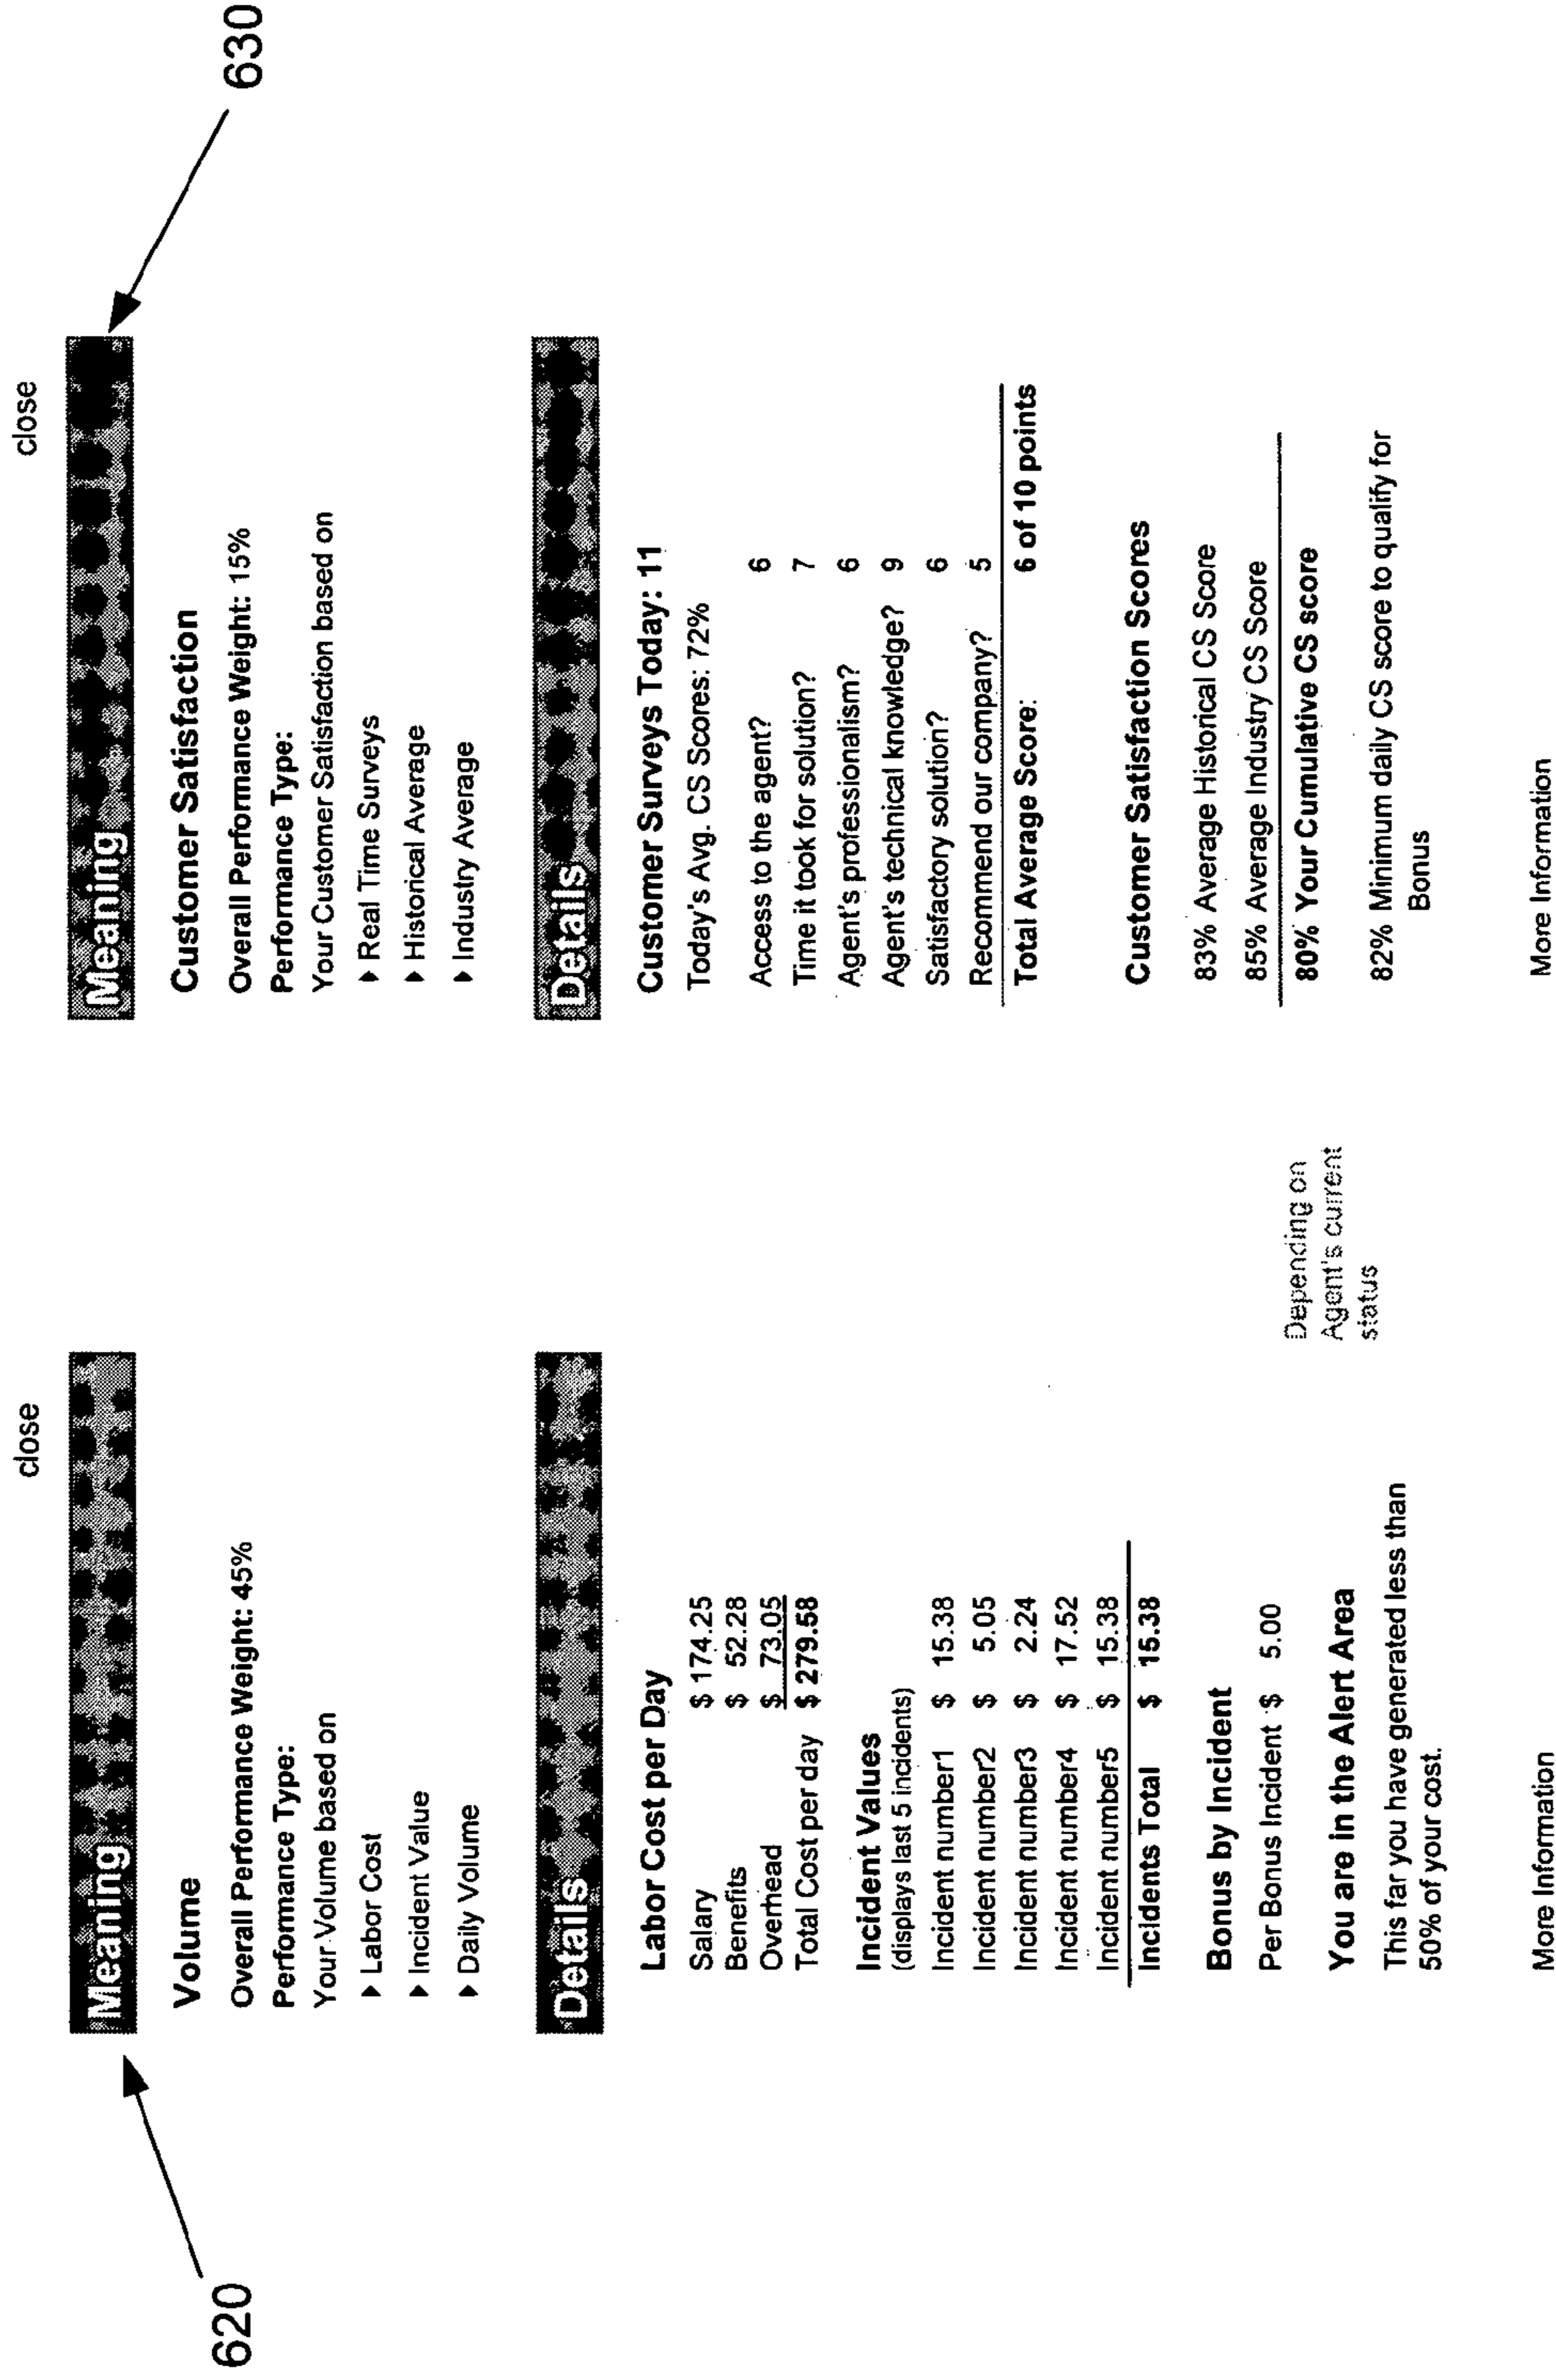 620
close
Meaning
Volume
Overall Performance Weight: 45%
Performance Type:
Your Volume based on
Labor Cost
Incident Value
Daily Volume
Details
Labor Cost per Day
Salary $ 174.25
Benefits $ 52.28
Overhead $ 73.05
Total Cost per day $ 279.58
Incident Values
(displays last 5 incidents)
Incident number1 $ 15.38
Incident number2 $ 5.05
Incident number3 $ 2.24
Incident number4 $ 17.52
Incident number5 $ 15.38
Incidents Total $ 15.38
Bonus by Incident
Per Bonus Incident $ 5.00
You are in the Alert Area
This far you have generated less than
50% of your cost.
Depending on
Agent's current
status
More Information
630
close
Meaning
Customer Satisfaction
Overall Performance Weight: 15%
Performance Type:
Your Customer Satisfaction based on
Real Time Surveys
Historical Average
Industry Average
Details
Customer Surveys Today: 11
Today's Avg. CS Scores: 72%
Access to the agent? 6
Time it took for solution? 7
Agent's professionalism? 6
Agent's technical knowledge? 9
Satisfactory solution? 6
Recommend our company? 5
Total Average Score: 6 of 10 points
Customer Satisfaction Scores
83% Average Historical CS Score
85% Average Industry CS Score
80% Your Cumulative CS score
82% Minimum daily CS score to qualify for
Bonus
More Information